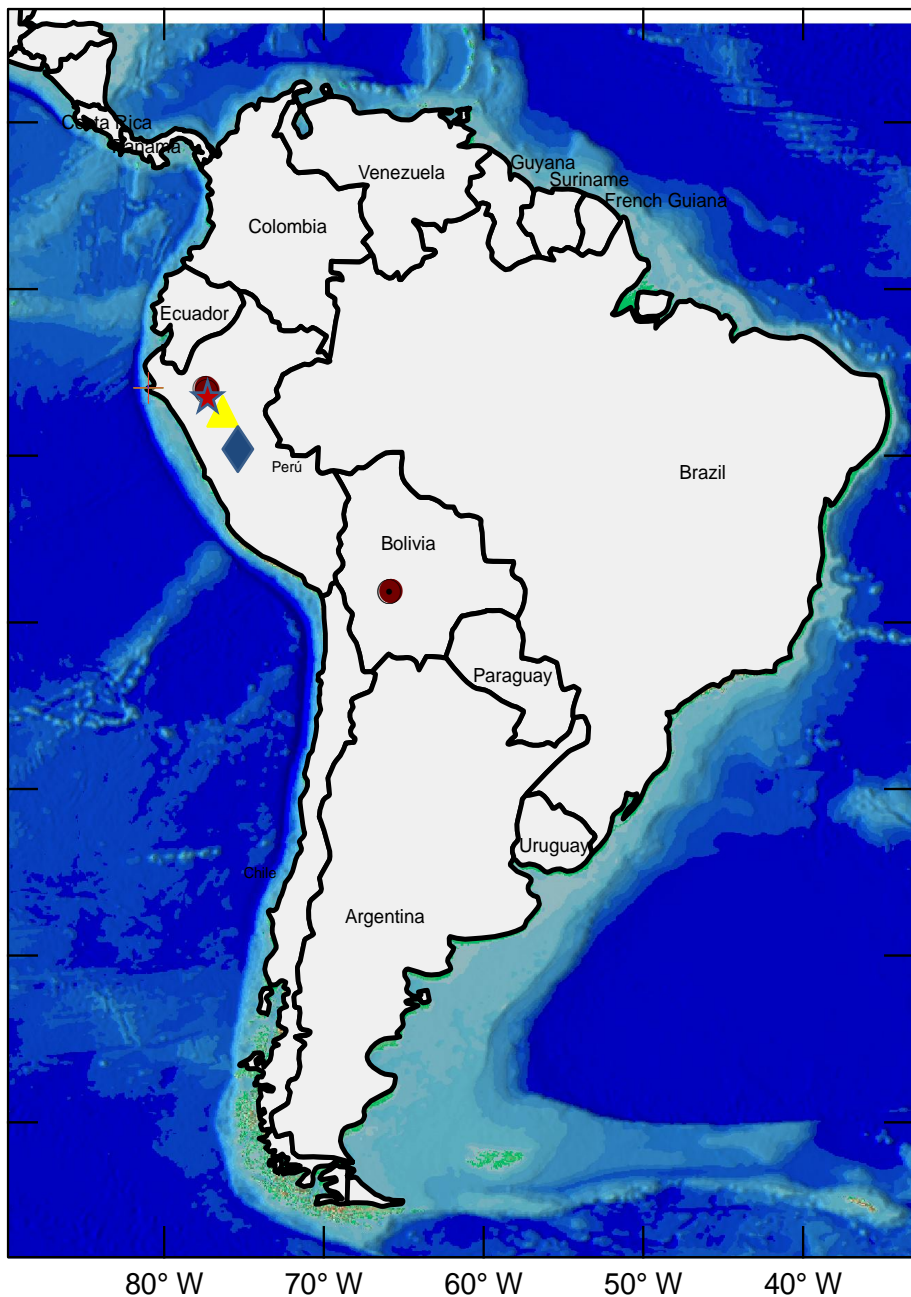 Costa Rica
Panama
Venezuela
Guyana
Suriname
French Guiana
Colombia
Ecuador
Perú
Brazil
Bolivia
Paraguay
Uruguay
Chile
Argentina
80° W 70° W 60° W 50° W 40° W